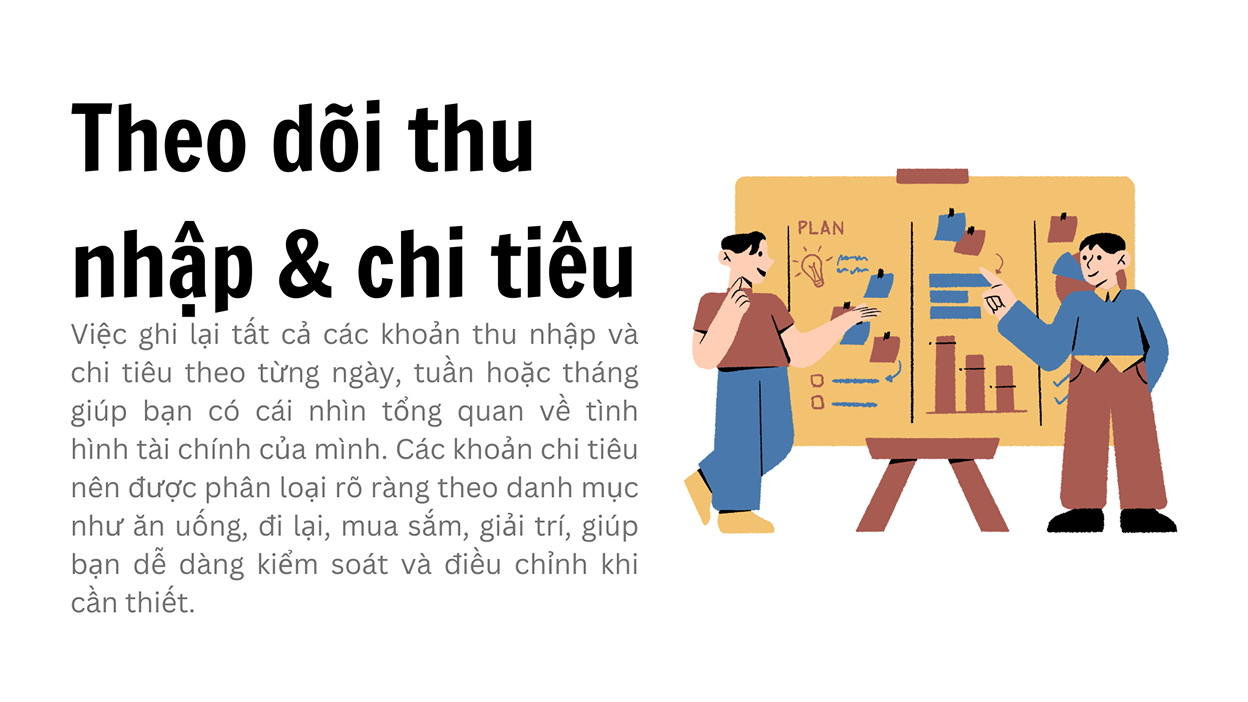 Theo dõi thu
nhập & chi tiêu
Việc ghi lại tất cả các khoản thu nhập và
chi tiêu theo từng ngày, tuần hoặc tháng
giúp bạn có cái nhìn tổng quan về tình
hình tài chính của mình. Các khoản chi tiêu
nên được phân loại rõ ràng theo danh mục
như ăn uống, đi lại, mua sắm, giải trí, giúp
bạn dễ dàng kiểm soát và điều chỉnh khi
cần thiết.
PLAN